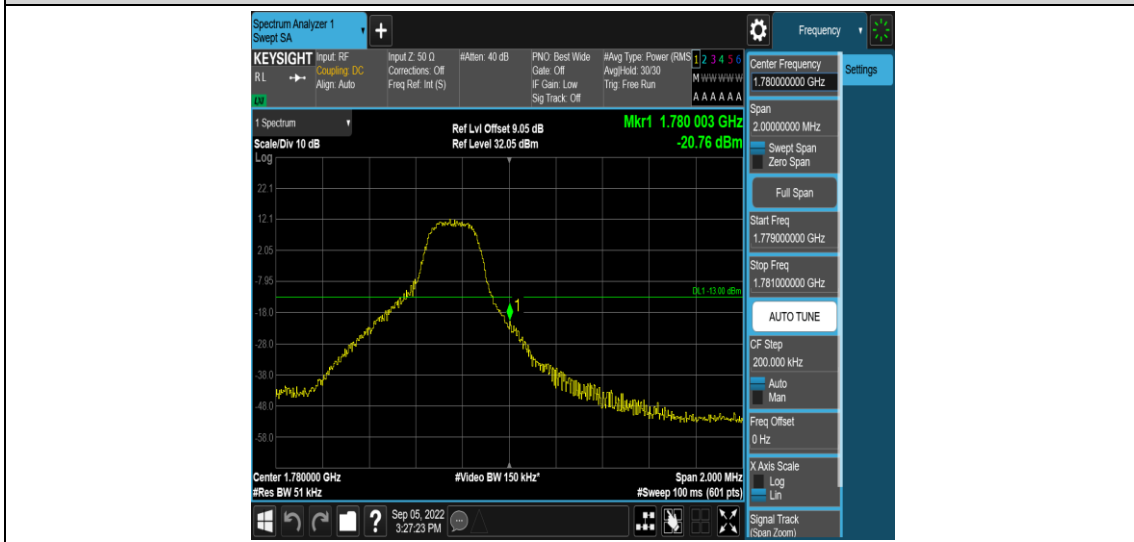 Spectrum Analyzer 1
Swept SA
+
Frequency
KEYSIGHT
RL
Input: RF
Coupling: DC
Align: Auto
Input Z: 50 Ω
Corrections: Off
Freq Ref: Int (S)
#Atten: 40 dB
PNO: Best Wide
Gate: Off
IF Gain: Low
Sig Track: Off
#Avg Type: Power (RMS
Avg|Hold: 30/30
Trig: Free Run
1 2 3 4 5 6
M W W W W W
A A A A A A
1 Spectrum
Scale/Div 10 dB
Log
Ref Lvl Offset 9.05 dB
Ref Level 32.05 dBm
Mkr1 1.780 003 GHz
-20.76 dBm
22.1
12.1
2.05
-7.95
-18.0
-28.0
-38.0
-48.0
-58.0
DL1 -13.00 dBm
1
Center 1.780000 GHz
#Res BW 51 kHz
#Video BW 150 kHz*
Span 2.000 MHz
#Sweep 100 ms (601 pts)
Center Frequency
1.78000000 GHz
Settings
Span
2.00000000 MHz
Swept Span
Zero Span
Full Span
Start Freq
1.779000000 GHz
Stop Freq
1.781000000 GHz
AUTO TUNE
CF Step
200.000 kHz
Auto
Man
Freq Offset
0 Hz
X Axis Scale
Log
Lin
Signal Track
(Span Zoom)
?
Sep 05, 2022
3:27:23 PM